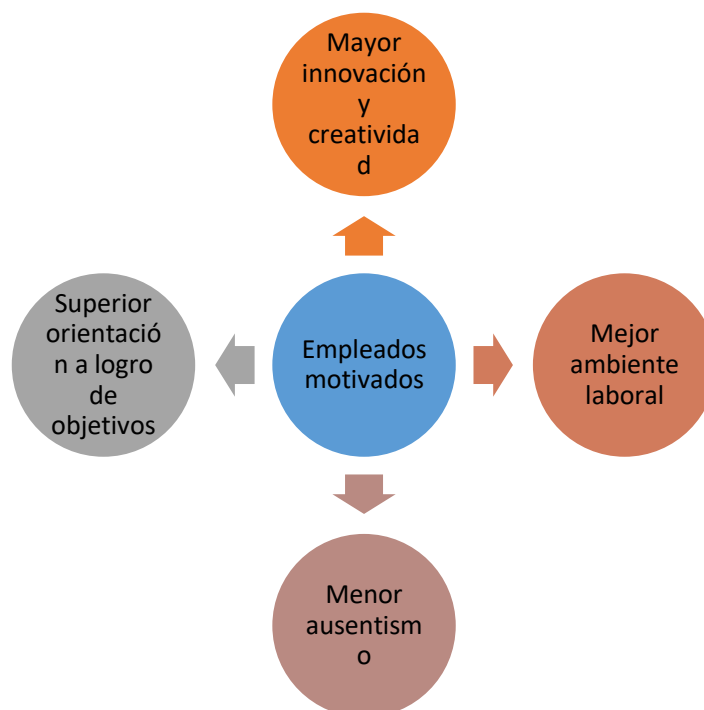 Mayor
innovación
y
creativida
d
Superior
orientació
n a logro
de
objetivos
Empleados
motivados
Mejor
ambiente
laboral
Menor
ausentism
o